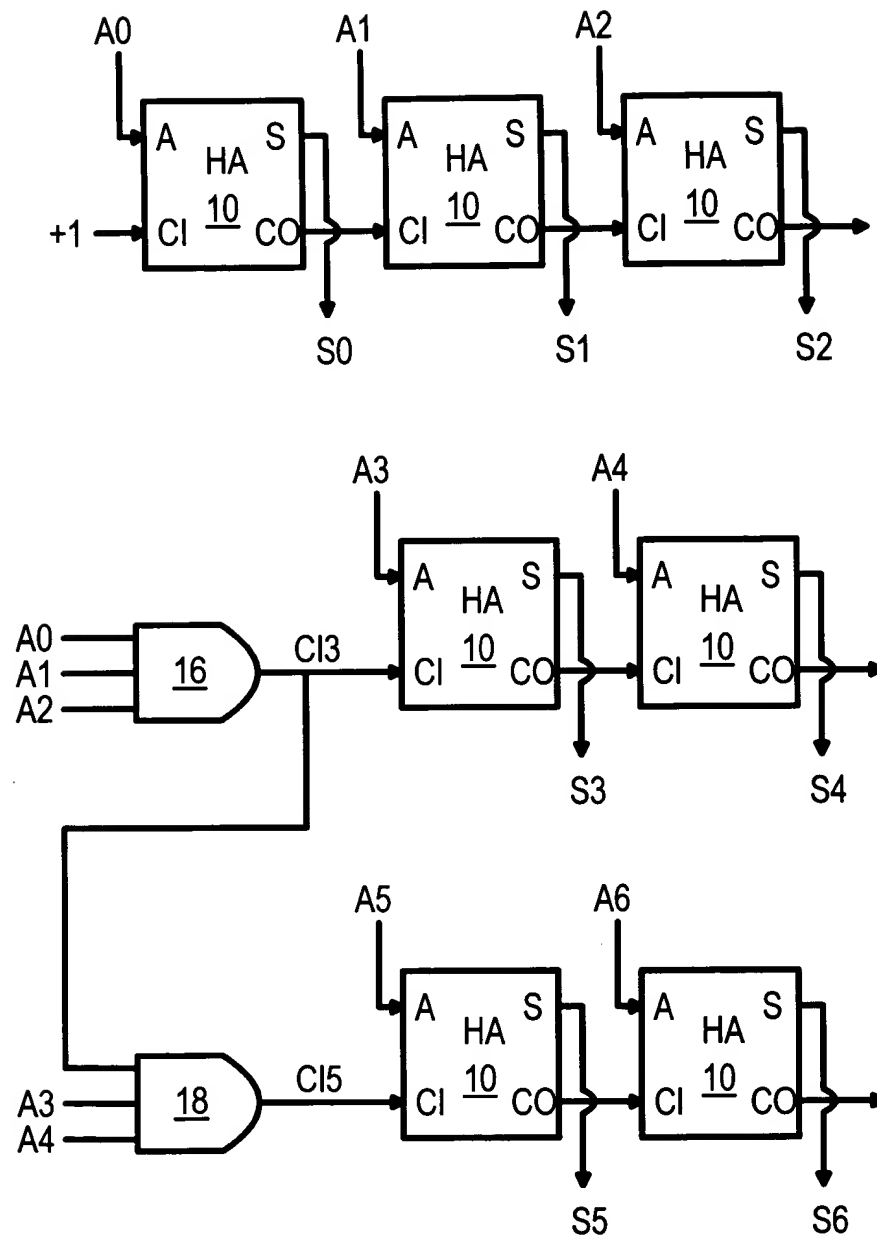 A0 A1 A2
A S A S A S
HA HA HA
10 10 10
+1 CI CO CI CO CI CO
S0 S1 S2
A3 A4
A S A S
HA HA
A0
A1
A2
16
CI3
10 10
CI CO CI CO
S3 S4
A5 A6
A S A S
HA HA
18
A3
A4
CI5
10 10
CI CO CI CO
S5 S6